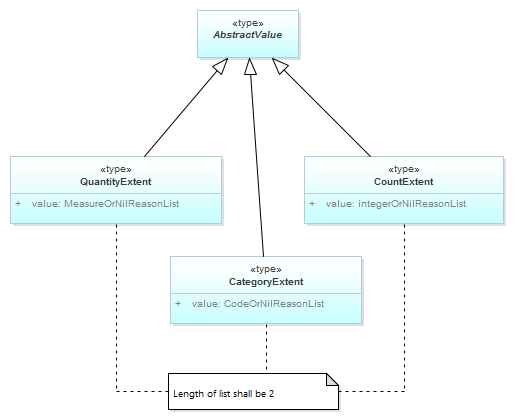 «type»
AbstractValue
«type»
QuantityExtent
+ value: MeasureOrNilReasonList
«type»
CountExtent
+ value: integerOrNilReasonList
«type»
CategoryExtent
+ value: CodeOrNilReasonList
Length of list shall be 2